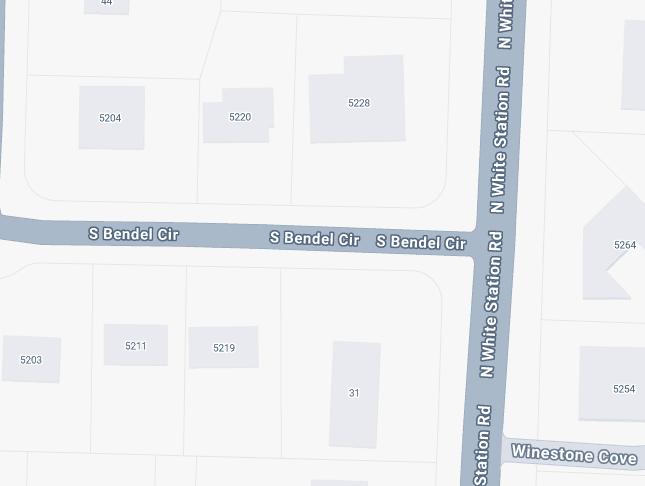 44
N Whi
5204
5220
5228
N White Station Rd
S Bendel Cir
S Bendel Cir
S Bendel Cir
5264
N White Station Rd
5203
5211
5219
31
5254
Station Rd
Winestone Cove